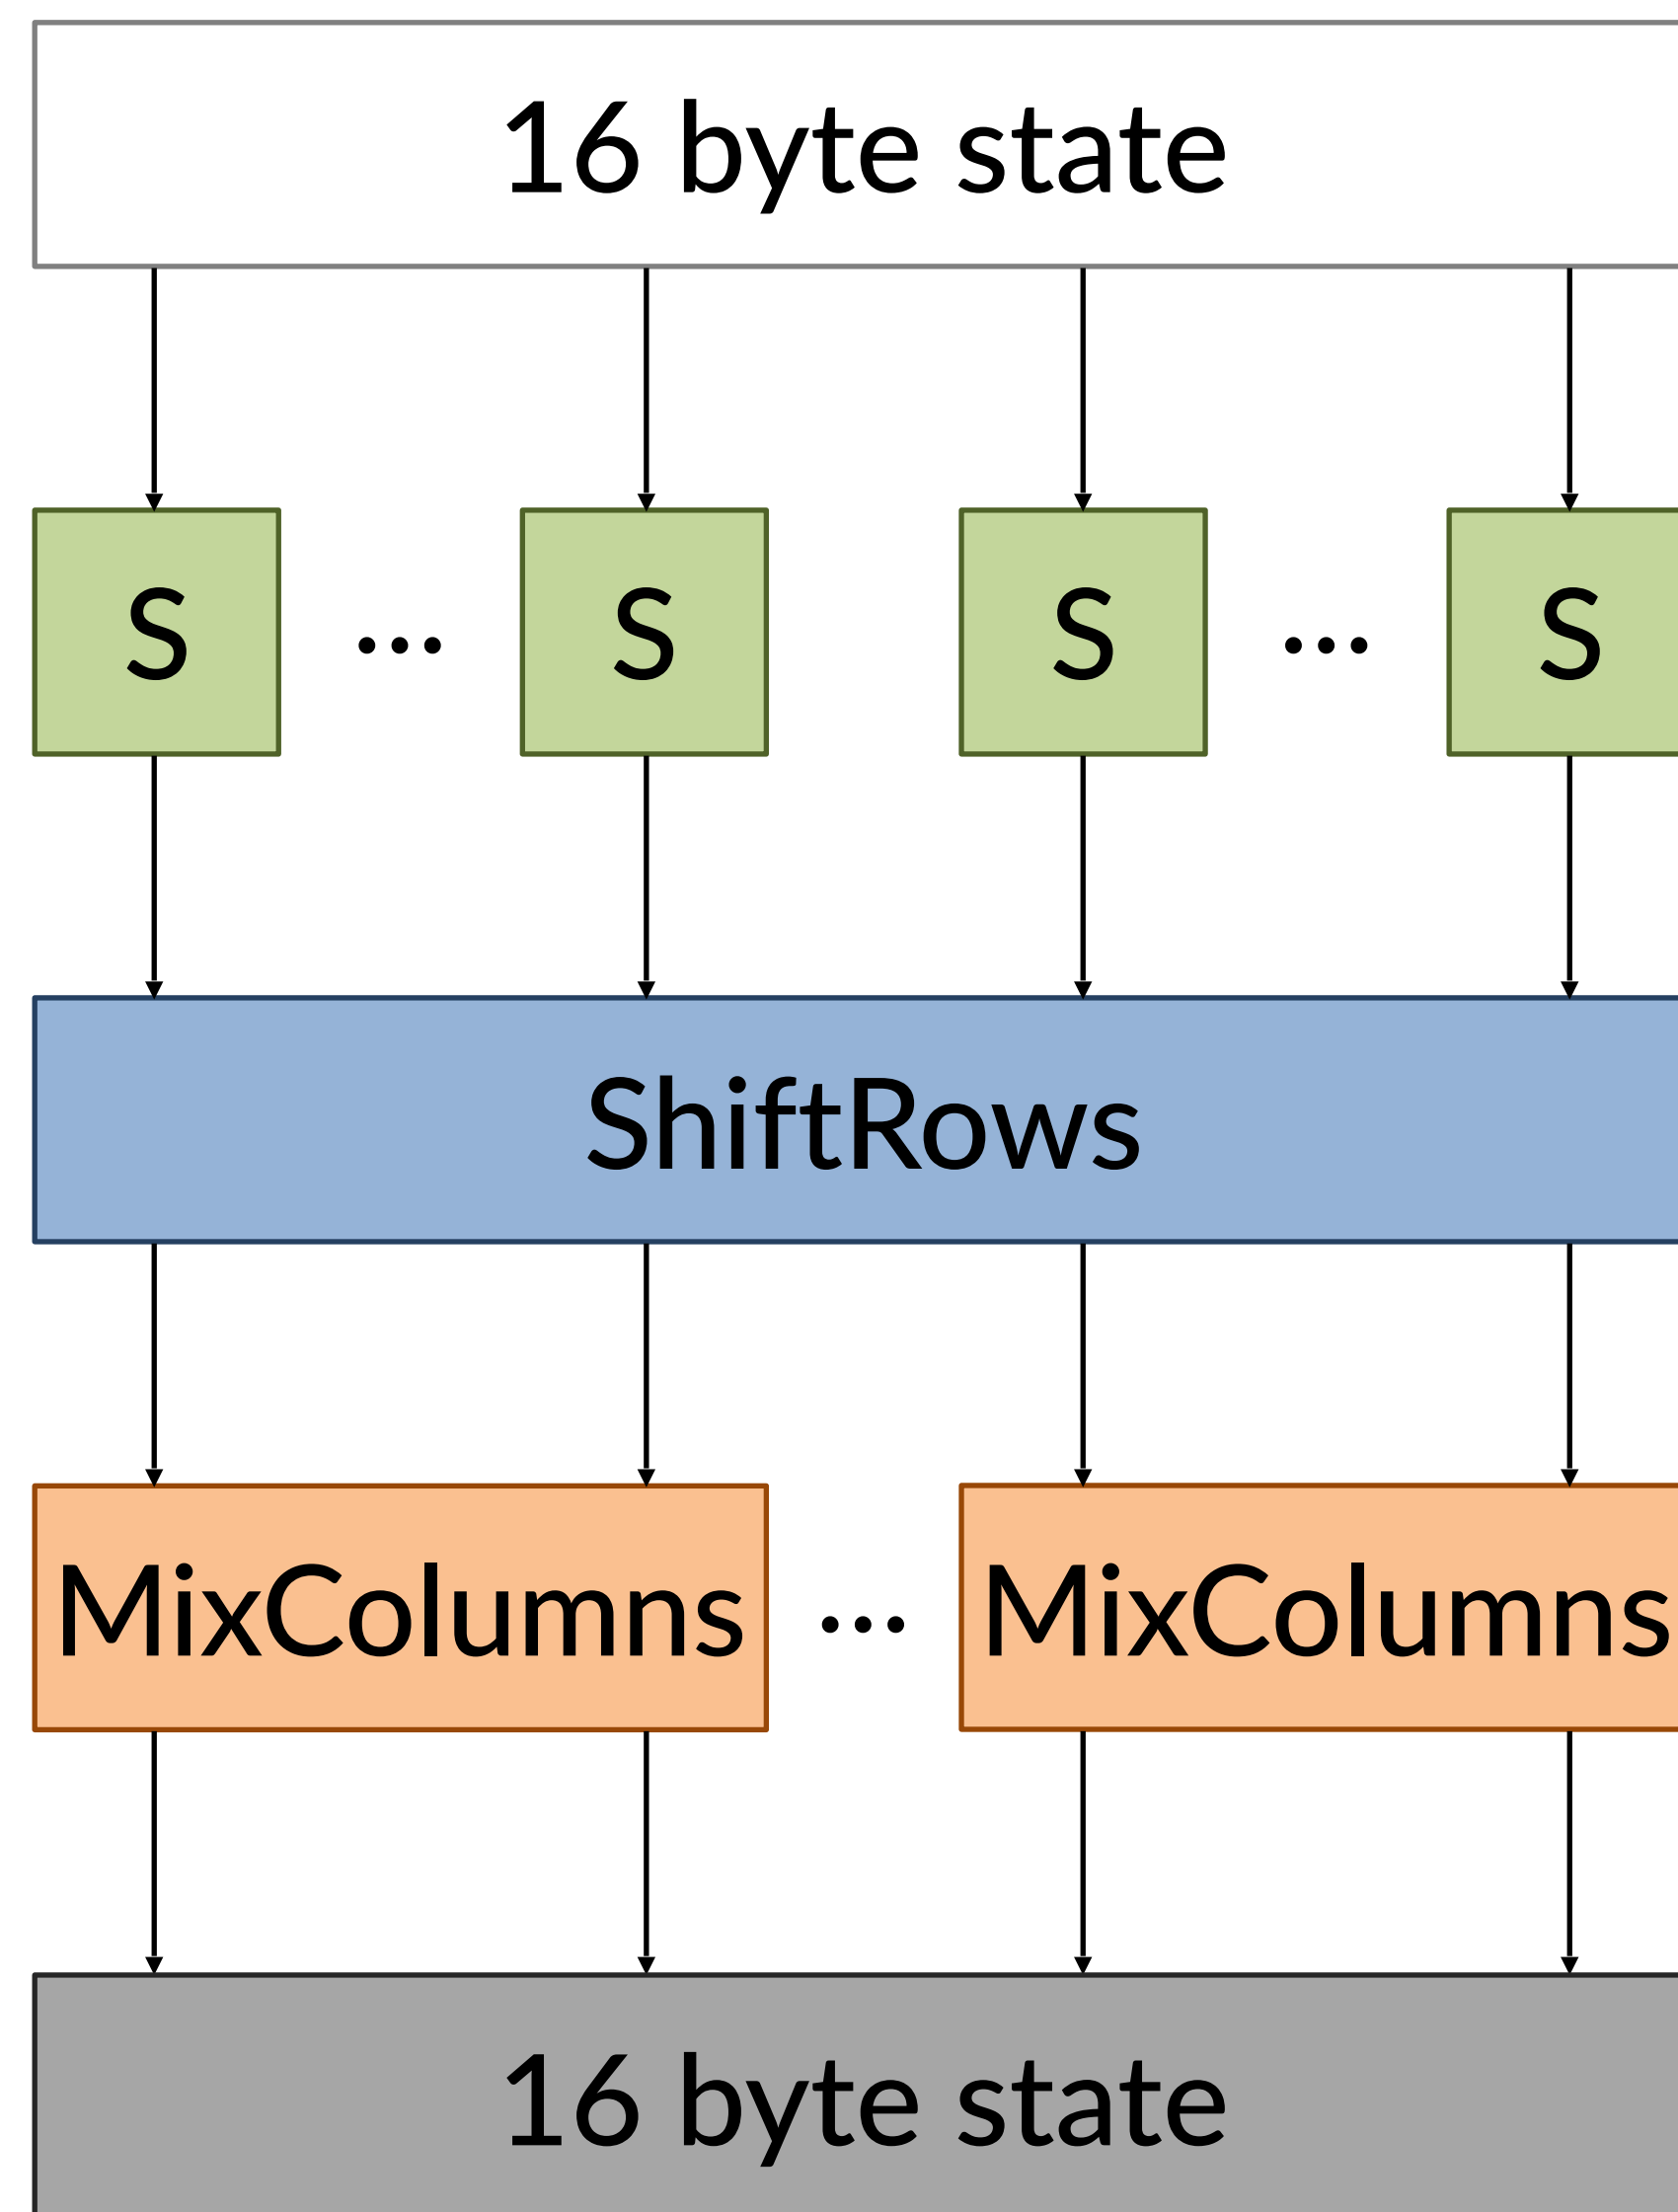 16 byte state
S ... S S ... S
ShiftRows
MixColumns ... MixColumns
16 byte state